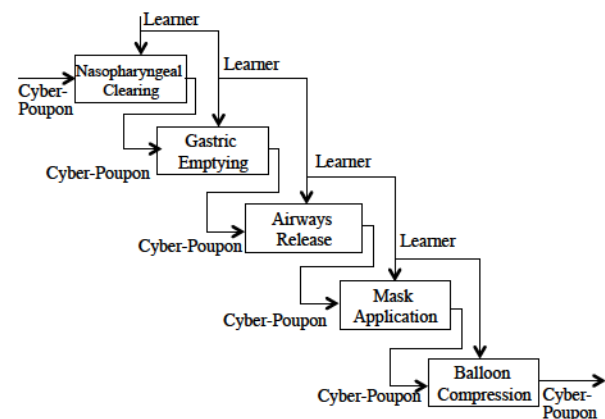 Learner
Nasopharyngeal
Clearing
Cyber-
Poupon
Learner
Gastric
Emptying
Cyber-Poupon
Learner
Airways
Release
Cyber-Poupon
Learner
Mask
Application
Cyber-Poupon
Balloon
Compression
Cyber-Poupon
Cyber-
Poupon